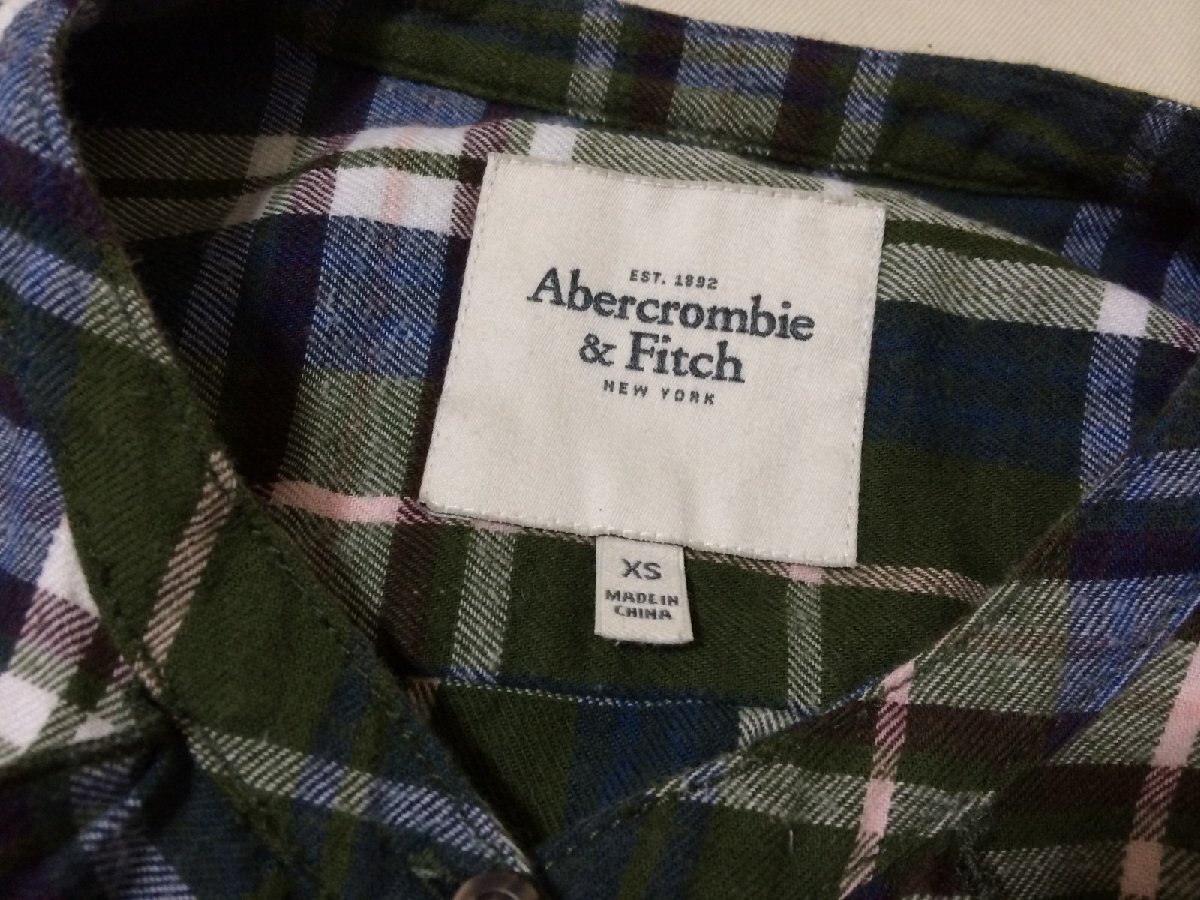 EST. 1892
Abercrombie
& Fitch
NEW YORK
XS
MADE IN
CHINA